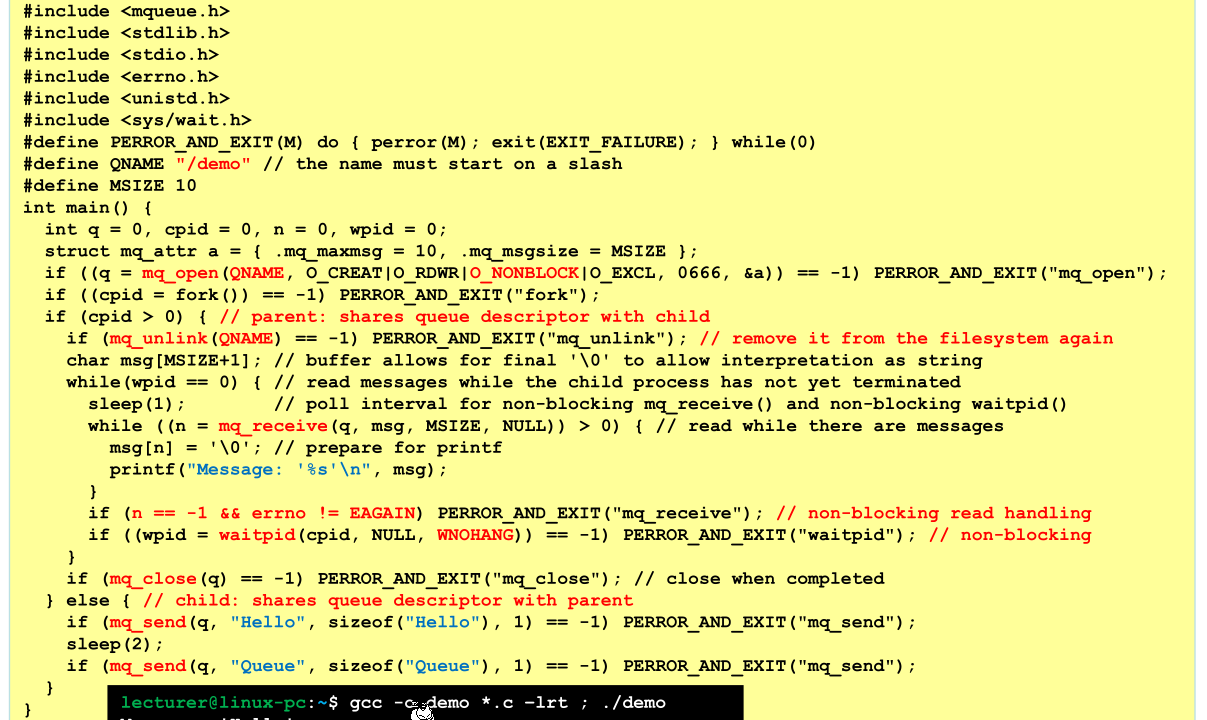 #include <mqueue.h>
#include <stdlib.h>
#include <stdio.h>
#include <errno.h>
#include <unistd.h>
#include <sys/wait.h>
#define PERROR_AND_EXIT(M) do { perror(M); exit(EXIT_FAILURE); } while(0)
#define QNAME "/demo" // the name must start on a slash
#define MSIZE 10
int main() {
  int q = 0, cpid = 0, n = 0, wpid = 0;
  struct mq_attr a = { .mq_maxmsg = 10, .mq_msgsize = MSIZE };
  if ((q = mq_open(QNAME, O_CREAT|O_RDWR|O_NONBLOCK|O_EXCL, 0666, &a)) == -1) PERROR_AND_EXIT("mq_open");
  if ((cpid = fork()) == -1) PERROR_AND_EXIT("fork");
  if (cpid > 0) { // parent: shares queue descriptor with child
    if (mq_unlink(QNAME) == -1) PERROR_AND_EXIT("mq_unlink"); // remove it from the filesystem again
    char msg[MSIZE+1]; // buffer allows for final '\0' to allow interpretation as string
    while(wpid == 0) { // read messages while the child process has not yet terminated
      sleep(1);        // poll interval for non-blocking mq_receive() and non-blocking waitpid()
      while ((n = mq_receive(q, msg, MSIZE, NULL)) > 0) { // read while there are messages
        msg[n] = '\0'; // prepare for printf
        printf("Message: '%s'\n", msg);
      }
      if (n == -1 && errno != EAGAIN) PERROR_AND_EXIT("mq_receive"); // non-blocking read handling
      if ((wpid = waitpid(cpid, NULL, WNOHANG)) == -1) PERROR_AND_EXIT("waitpid"); // non-blocking
    }
    if (mq_close(q) == -1) PERROR_AND_EXIT("mq_close"); // close when completed
  } else { // child: shares queue descriptor with parent
    if (mq_send(q, "Hello", sizeof("Hello"), 1) == -1) PERROR_AND_EXIT("mq_send");
    sleep(2);
    if (mq_send(q, "Queue", sizeof("Queue"), 1) == -1) PERROR_AND_EXIT("mq_send");
  }
}
lecturer@linux-pc:~$ gcc -o demo *.c -lrt ; ./demo